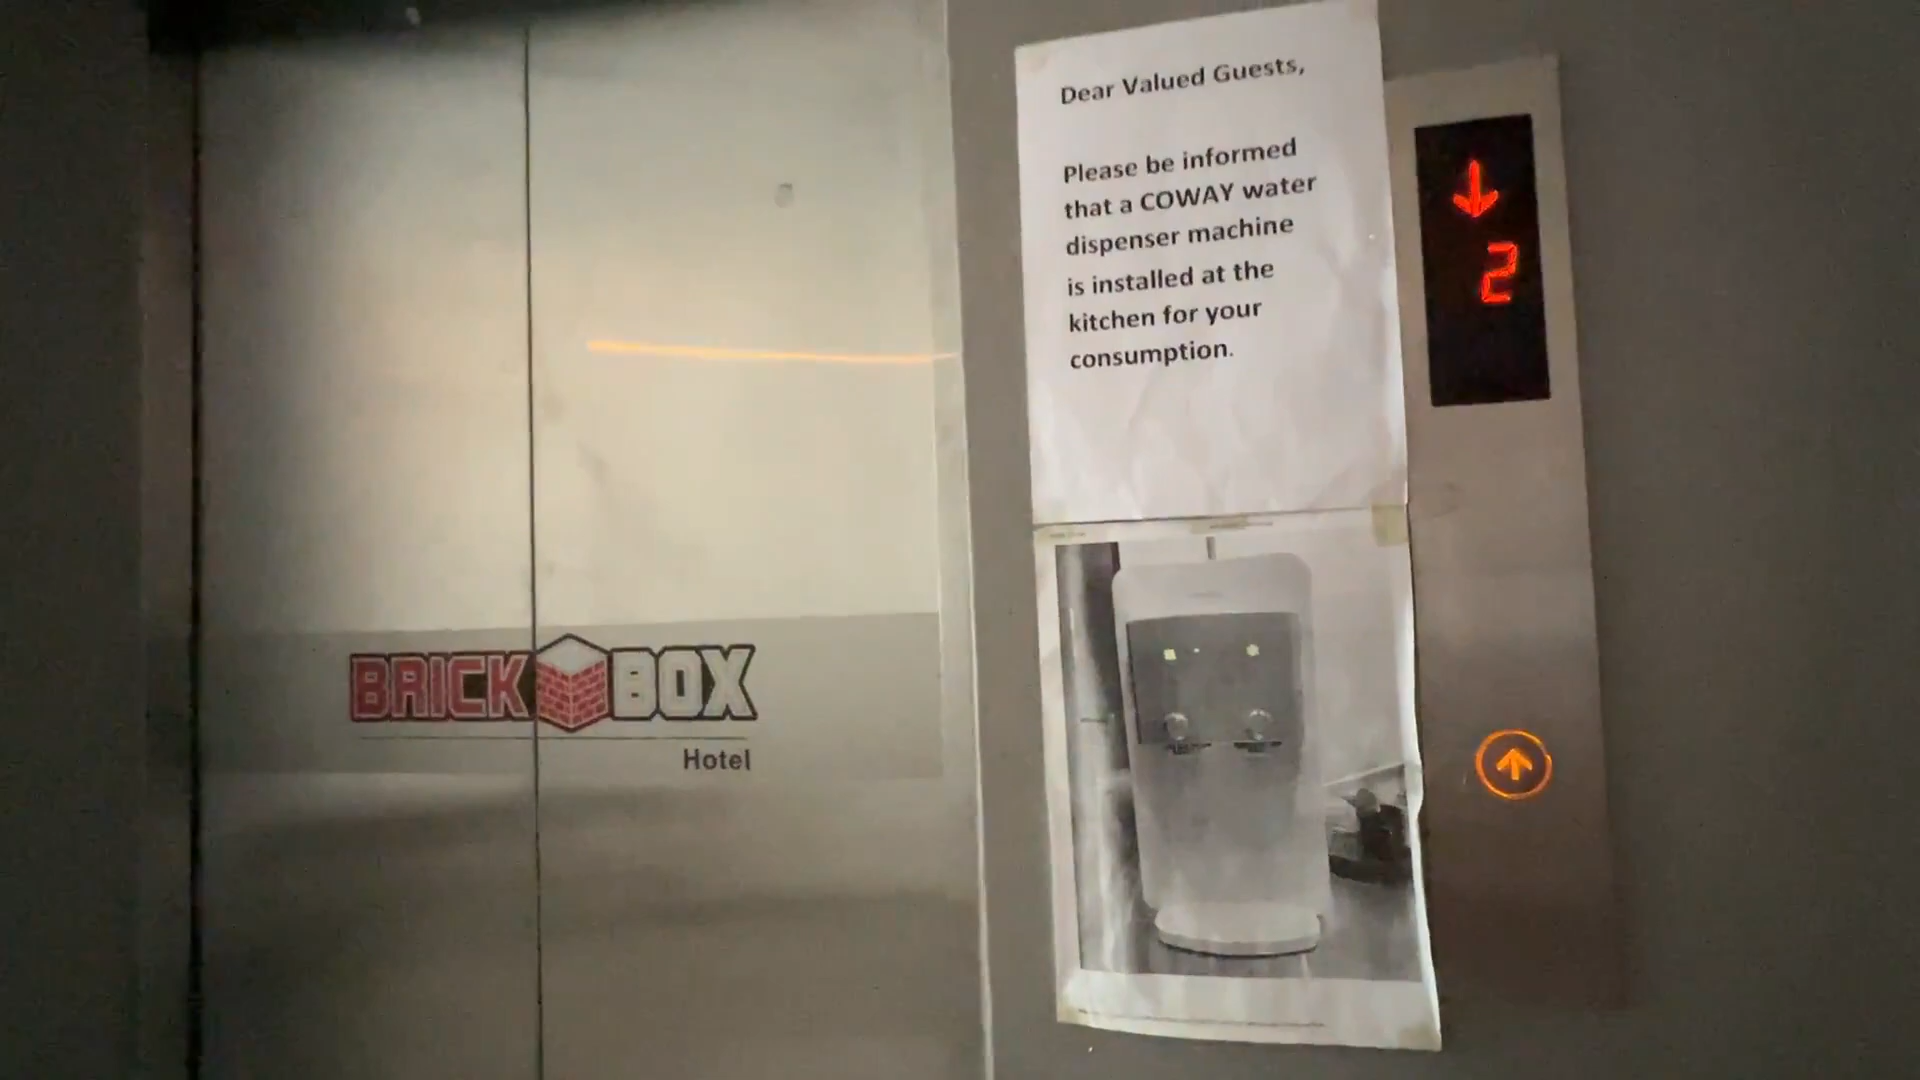 BRICK BOX
Hotel
Dear Valued Guests,
Please be informed
that a COWAY water
dispenser machine
is installed at the
kitchen for your
consumption.
2